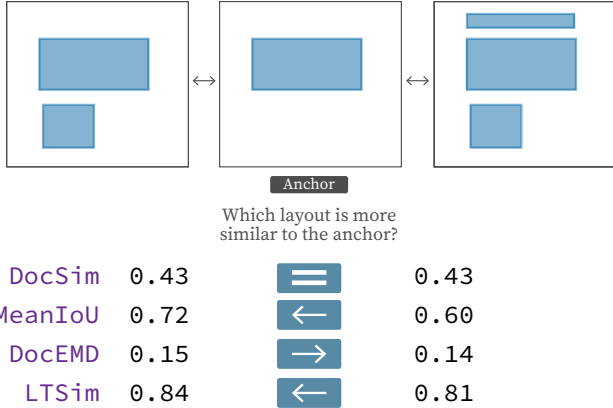 Anchor
Which layout is more
similar to the anchor?
DocSim 0.43 = 0.43
MeanIoU 0.72 ← 0.60
DocEMD 0.15 → 0.14
LTSim 0.84 ← 0.81